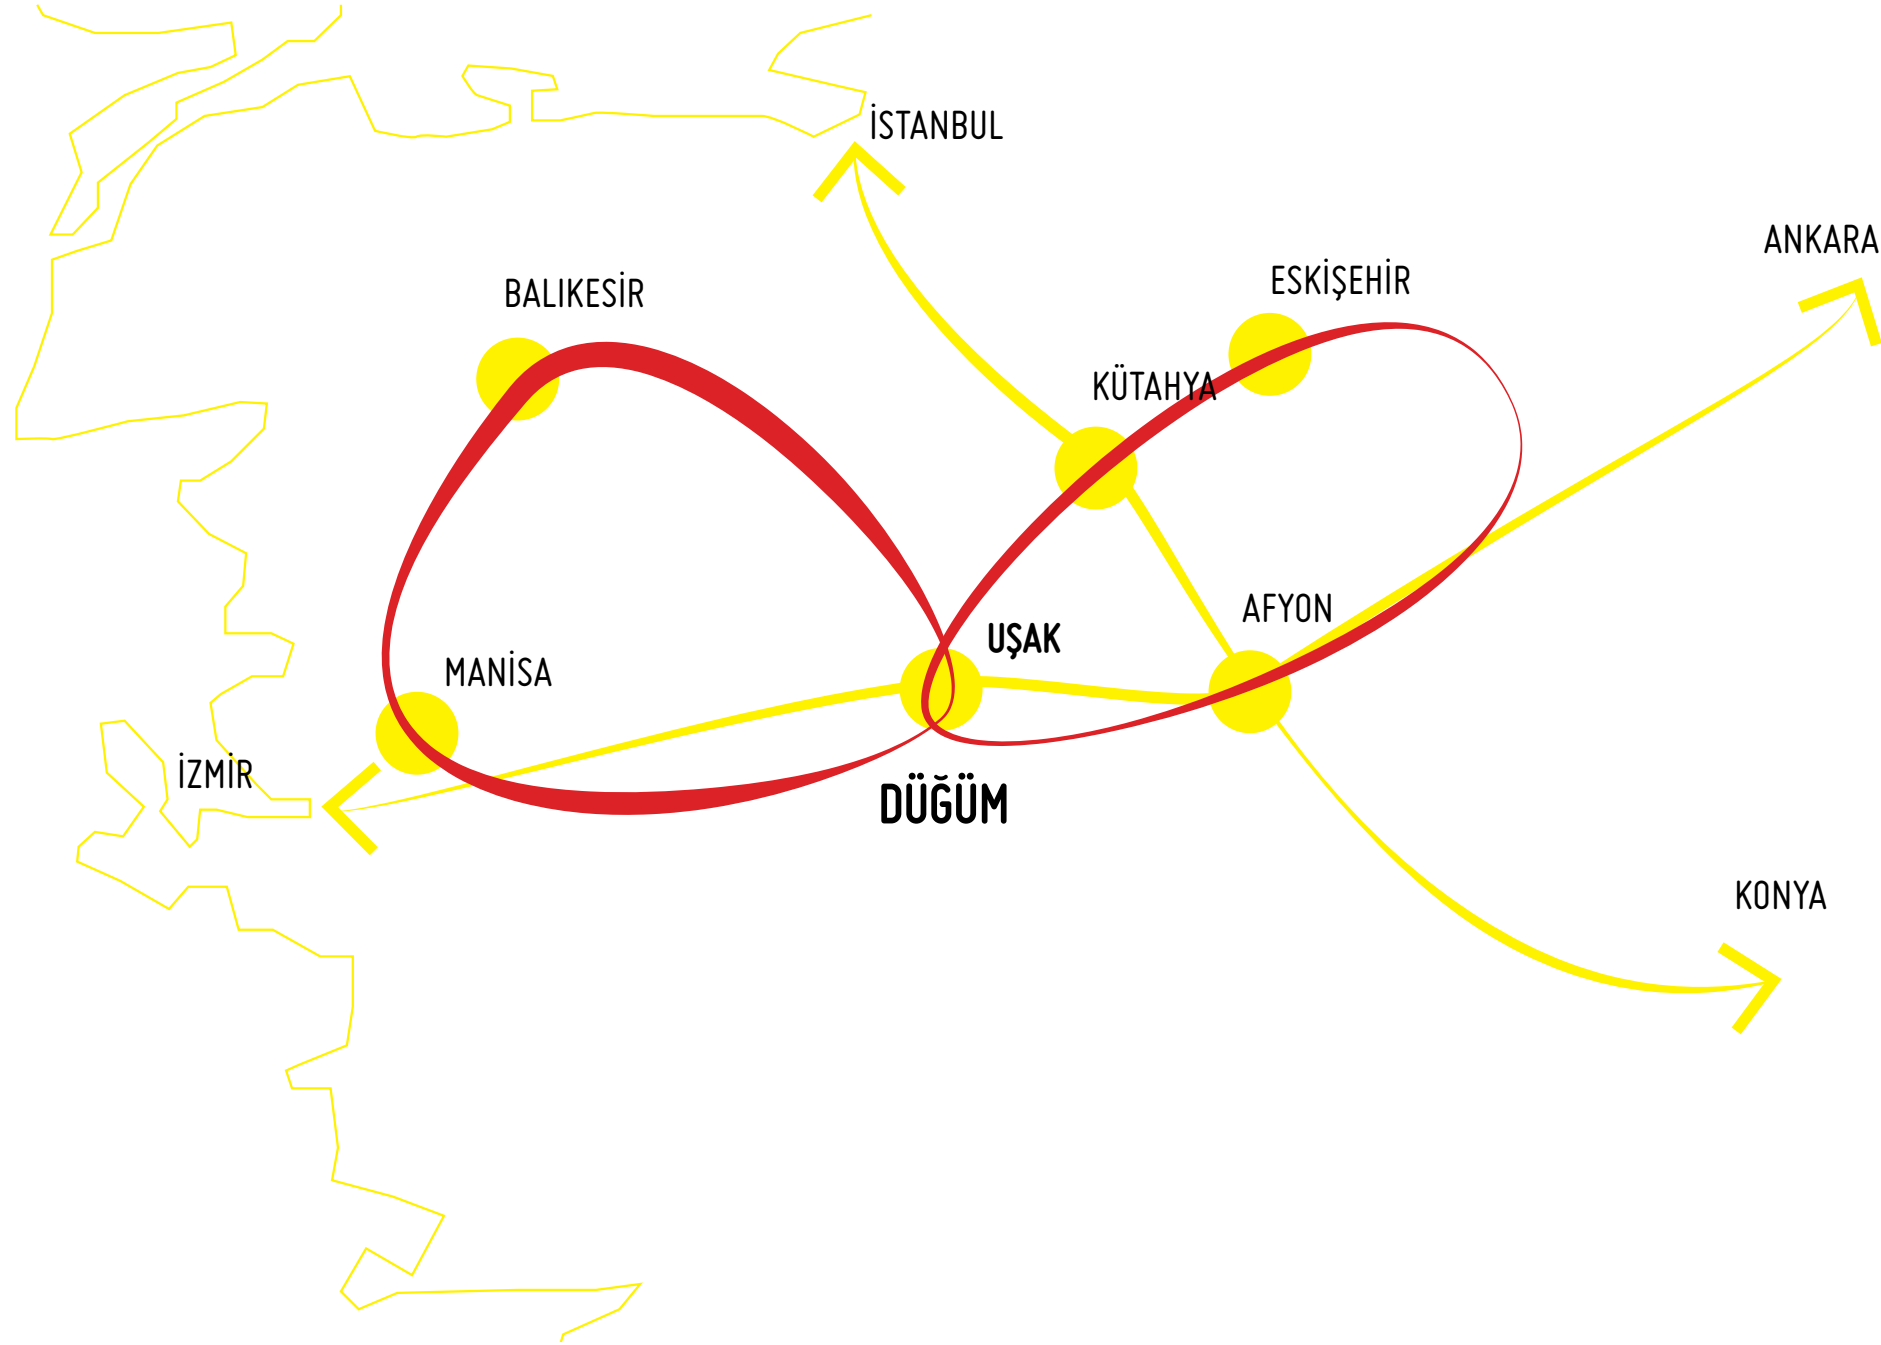 İSTANBUL
ANKARA
BALIKESİR
ESKİŞEHİR
KÜTAHYA
AFYON
UŞAK
MANİSA
İZMİR
DÜĞÜM
KONYA